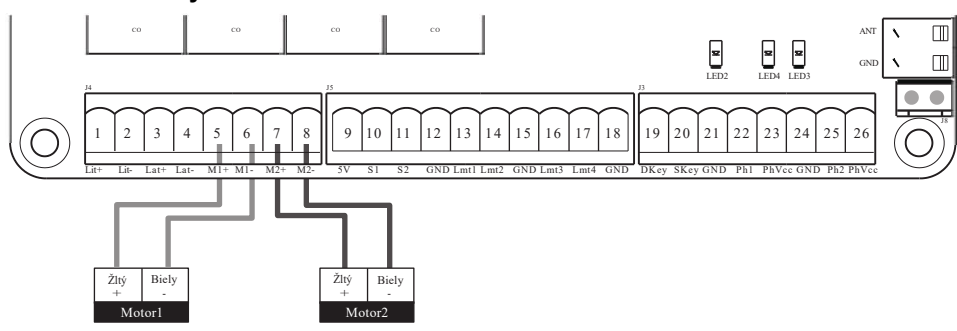 co co co co
ANT
GND
LED2 LED4 LED3
J4 J5 J3 J8
1 2 3 4 5 6 7 8 9 10 11 12 13 14 15 16 17 18 19 20 21 22 23 24 25 26
Lit+ Lit- Lat+ Lat- M1+ M1- M2+ M2- 5V S1 S2 GND Lmt1 Lmt2 GND Lmt3 Lmt4 GND DKey SKey GND Ph1 PhVcc GND Ph2 PhVcc
Žltý Biely Žltý Biely
+ - + -
Motor1 Motor2